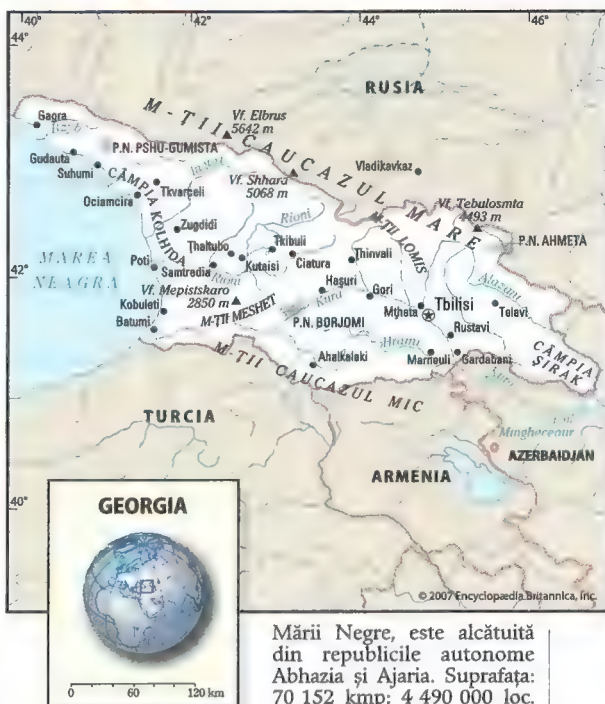 40° 42° 44° 46°
44°
RUSIA
M-ȚII CAUCAZUL MARE
Vf. Elbrus
5642 m
Gagra
P.N. PSHU-GUMISTA
Gudauta
Suhumi
Vladikavkaz
Vf. Shhara
5068 m
Vf. Tebulosmta
4493 m
Tkvarceli
Ociamcira
CÂMPIA KOLHIDA
P.N. AHMETA
M-ȚII LOMIS
Zugdidi
Rioni
Thaltubo
Tkibuli
Thinvali
MAREA
NEAGRA
42°
Poti
Samtredia
Rioni
Kutaisi
Ciatura
Alazani
Vf. Mepistskaro
2850 m
Hașuri
Kura
Gori
Tbilisi
Telavi
Kobuleti
M-ȚII MESHET
Mtheta
Batumi
P.N. BORJOMI
Rustavi
Hrami
CÂMPIA
ȘIRAK
Ahalkalaki
Marneuli
Gardabani
M-ȚII CAUCAZUL MIC
TURCIA
Mingheceaur
AZERBAIDJAN
ARMENIA
40°
GEORGIA
© 2007 Encyclopædia Britannica, Inc.
0 60 120 km
Mării Negre, este alcătuită
din republicile autonome
Abhazia și Ajaria. Suprafața:
70 152 kmp; 4 490 000 loc.